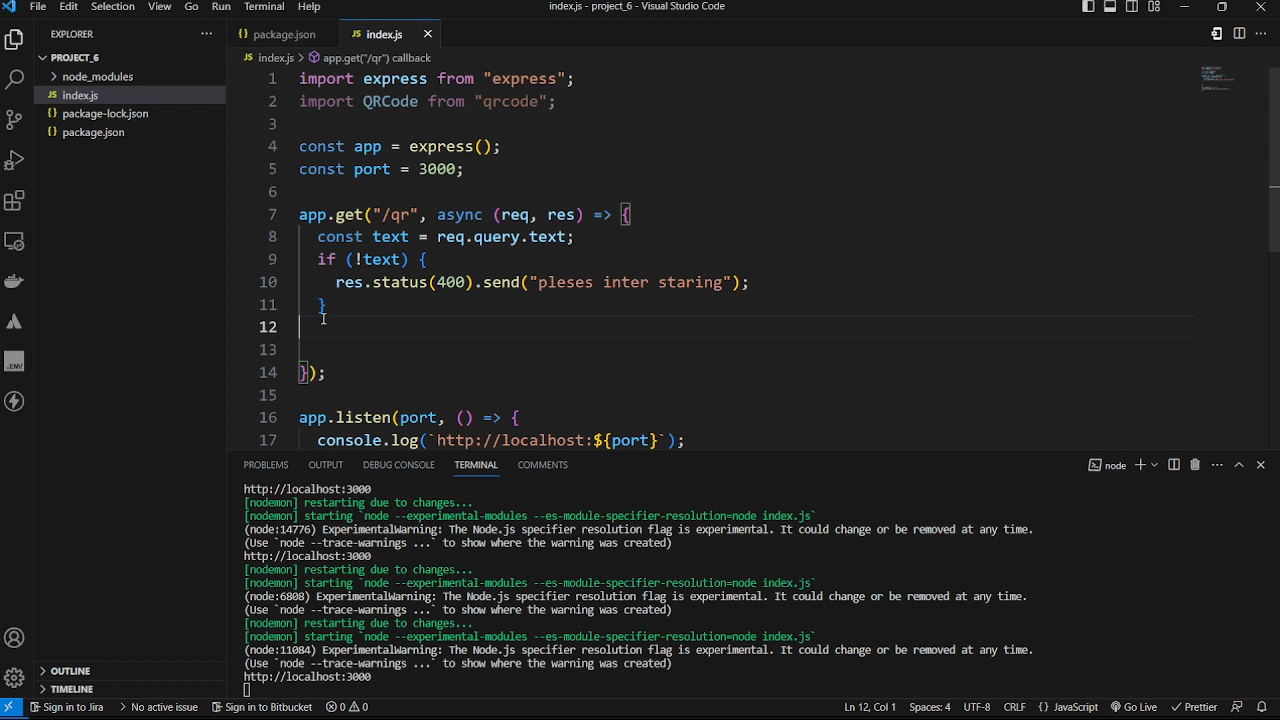 File Edit Selection View Go Run Terminal Help index.js - project_6 - Visual Studio Code
EXPLORER
PROJECT_6
node_modules
JS index.js
package-lock.json
package.json
OUTLINE
TIMELINE
package.json JS index.js
JS index.js > app.get("/qr") callback
1 import express from "express";
2 import QRCode from "qrcode";
3
4 const app = express();
5 const port = 3000;
6
7 app.get("/qr", async (req, res) => {
8 const text = req.query.text;
9 if (!text) {
10 res.status(400).send("pleses inter staring");
11 }
12
13
14 });
15
16 app.listen(port, () => {
17 console.log(`http://localhost:${port}`);
PROBLEMS OUTPUT DEBUG CONSOLE TERMINAL COMMENTS node
http://localhost:3000
[nodemon] restarting due to changes...
[nodemon] starting `node --experimental-modules --es-module-specifier-resolution=node index.js`
(node:14776) ExperimentalWarning: The Node.js specifier resolution flag is experimental. It could change or be removed at any time.
(Use `node --trace-warnings ...` to show where the warning was created)
http://localhost:3000
[nodemon] restarting due to changes...
[nodemon] starting `node --experimental-modules --es-module-specifier-resolution=node index.js`
(node:6808) ExperimentalWarning: The Node.js specifier resolution flag is experimental. It could change or be removed at any time.
(Use `node --trace-warnings ...` to show where the warning was created)
[nodemon] restarting due to changes...
[nodemon] starting `node --experimental-modules --es-module-specifier-resolution=node index.js`
(node:11084) ExperimentalWarning: The Node.js specifier resolution flag is experimental. It could change or be removed at any time.
(Use `node --trace-warnings ...` to show where the warning was created)
http://localhost:3000
.ENV
Sign in to Jira No active issue Sign in to Bitbucket 0 0 Ln 12, Col 1 Spaces: 4 UTF-8 CRLF {} JavaScript Go Live Prettier